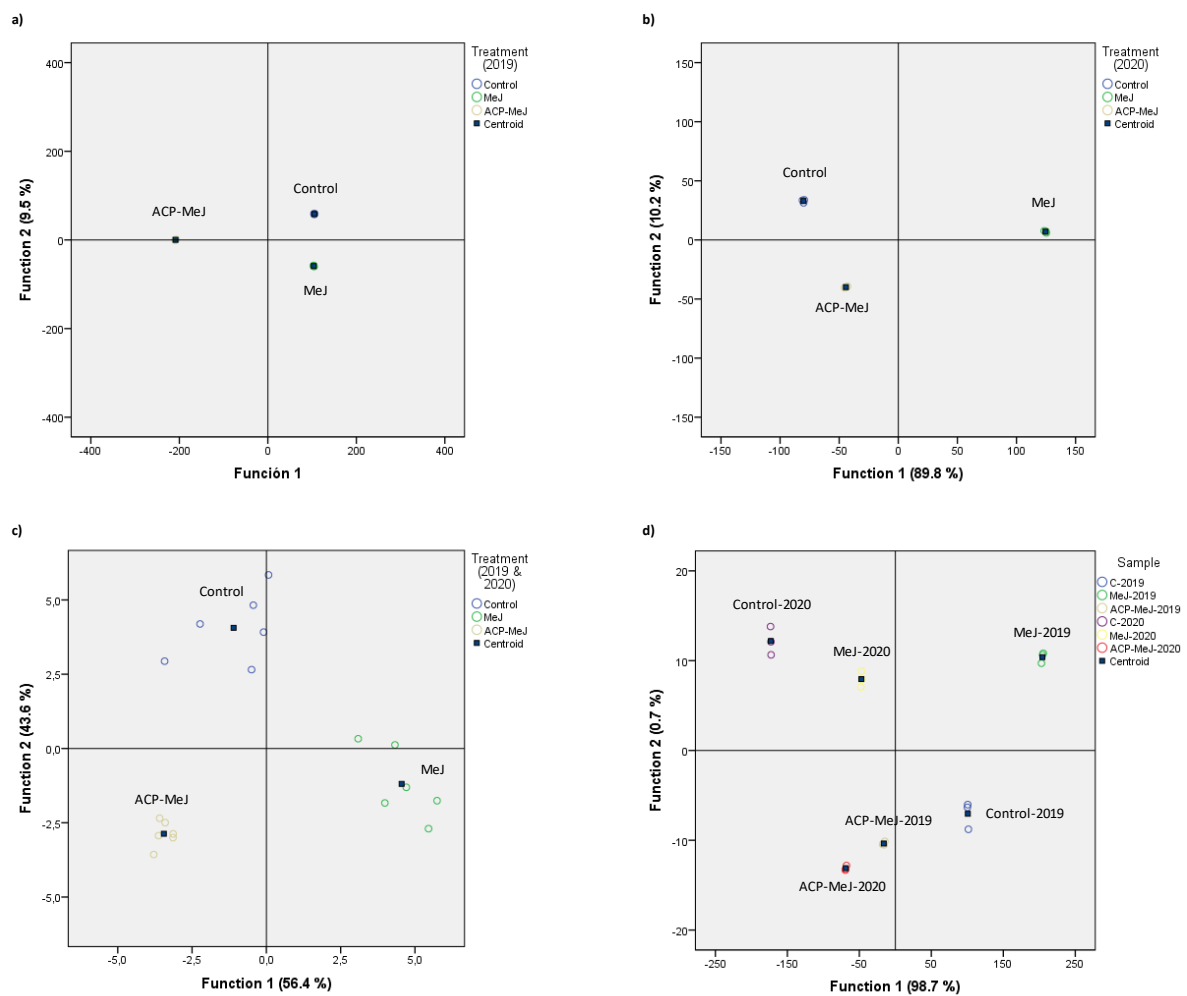 a)
Treatment
(2019)
Control
MeJ
ACP-MeJ
Centroid
400
200
0
-200
-400
-400
-200
0
200
400
Function 2 (9.5 %)
Función 1
ACP-MeJ
Control
MeJ
b)
Treatment
(2020)
Control
MeJ
ACP-MeJ
Centroid
150
100
50
0
-50
-100
-150
-150
-100
-50
0
50
100
150
Function 2 (10.2 %)
Function 1 (89.8 %)
Control
MeJ
ACP-MeJ
c)
Treatment
(2019 &
2020)
Control
MeJ
ACP-MeJ
Centroid
5,0
2,5
0,0
-2,5
-5,0
-5,0
-2,5
0,0
2,5
5,0
Function 2 (43.6 %)
Function 1 (56.4 %)
Control
MeJ
ACP-MeJ
d)
Sample
C-2019
MeJ-2019
ACP-MeJ-2019
C-2020
MeJ-2020
ACP-MeJ-2020
Centroid
20
10
0
-10
-20
-250
-150
-50
50
150
250
Function 2 (0.7 %)
Function 1 (98.7 %)
Control-2020
MeJ-2020
MeJ-2019
ACP-MeJ-2019
Control-2019
ACP-MeJ-2020